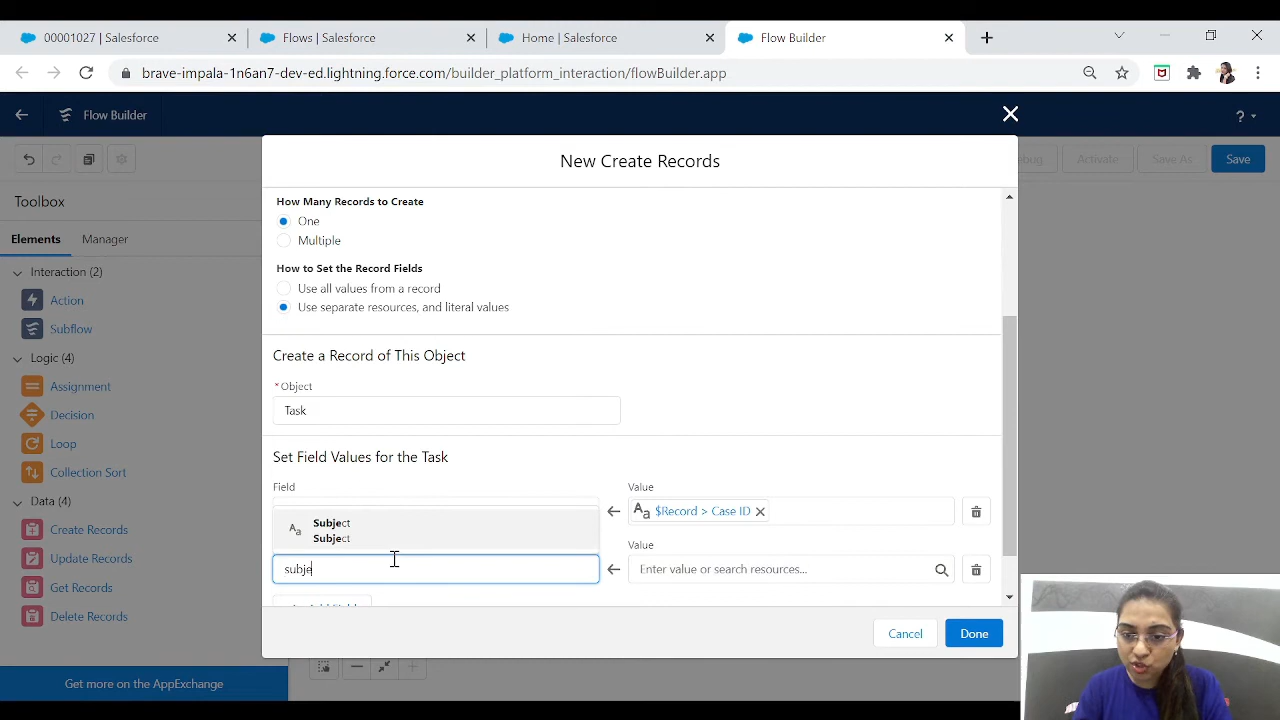 00001027 | Salesforce
Flows | Salesforce
Home | Salesforce
Flow Builder
brave-impala-1n6an7-dev-ed.lightning.force.com/builder_platform_interaction/flowBuilder.app
Flow Builder
?
Activate
Save As
Save
Toolbox
Elements
Manager
Interaction (2)
Action
Subflow
Logic (4)
Assignment
Decision
Loop
Collection Sort
Data (4)
Create Records
Update Records
Get Records
Delete Records
Get more on the AppExchange
New Create Records
How Many Records to Create
One
Multiple
How to Set the Record Fields
Use all values from a record
Use separate resources, and literal values
Create a Record of This Object
*Object
Task
Set Field Values for the Task
Field
Value
Aa $Record > Case ID
Aa
Subject
Subject
Value
subje
Enter value or search resources...
Cancel
Done